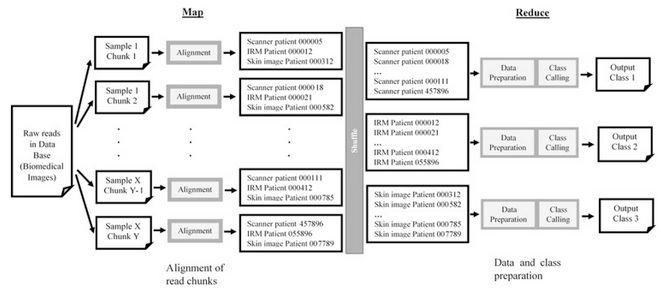 Map
Reduce
Sample 1
Chunk 1
Alignment
Scanner patient 000005
IRM Patient 000012
Skin image Patient 000312
Sample 1
Chunk 2
Alignment
Scanner patient 000018
IRM Patient 000021
Skin image Patient 000582
Raw reads
in Data
Base
(Biomedical
Images)
Sample X
Chunk Y-1
Alignment
Scanner patient 000111
IRM Patient 000412
Skin image Patient 000785
Sample X
Chunk Y
Alignment
Scanner patient 457896
IRM Patient 055896
Skin image Patient 007789
Alignment of
read chunks
Shuffle
Scanner patient 000005
Scanner patient 000018
...
Scanner patient 000111
Scanner patient 457896
Data
Preparation
Class
Calling
Output
Class 1
IRM Patient 000012
IRM Patient 000021
...
IRM Patient 000412
IRM Patient 055896
Data
Preparation
Class
Calling
Output
Class 2
Skin image Patient 000312
Skin image Patient 000582
...
Skin image Patient 000785
Skin image Patient 007789
Data
Preparation
Class
Calling
Output
Class 3
Data and class
preparation